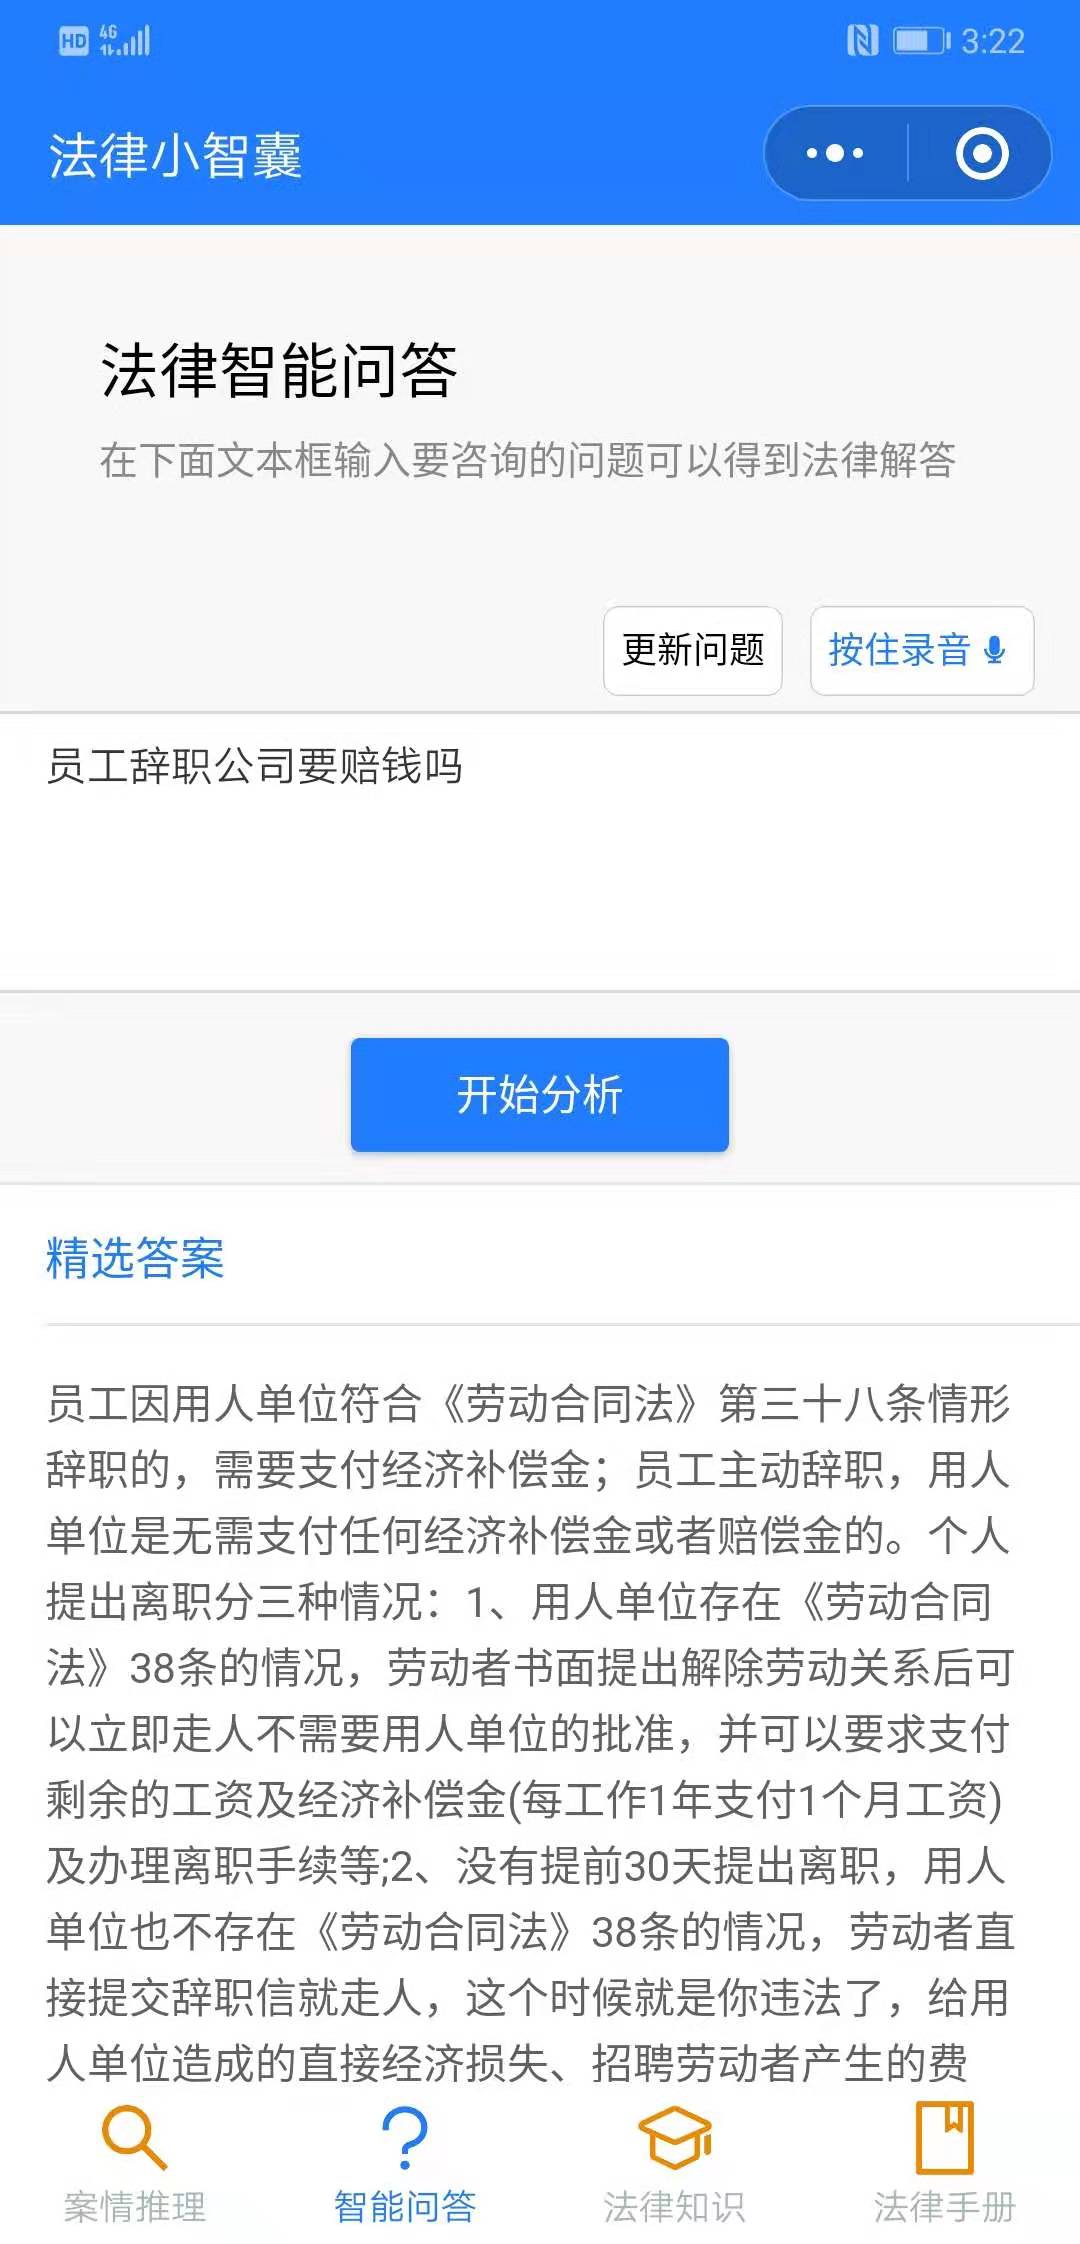 HD 4G 3:22
法律小智囊
法律智能问答
在下面文本框输入要咨询的问题可以得到法律解答
更新问题 按住录音
员工辞职公司要赔钱吗
开始分析
精选答案
员工因用人单位符合《劳动合同法》第三十八条情形
辞职的，需要支付经济补偿金；员工主动辞职，用人
单位是无需支付任何经济补偿金或者赔偿金的。个人
提出离职分三种情况：1、用人单位存在《劳动合同
法》38条的情况，劳动者书面提出解除劳动关系后可
以立即走人不需要用人单位的批准，并可以要求支付
剩余的工资及经济补偿金(每工作1年支付1个月工资)
及办理离职手续等;2、没有提前30天提出离职，用人
单位也不存在《劳动合同法》38条的情况，劳动者直
接提交辞职信就走人，这个时候就是你违法了，给用
人单位造成的直接经济损失、招聘劳动者产生的费
案情推理 智能问答 法律知识 法律手册